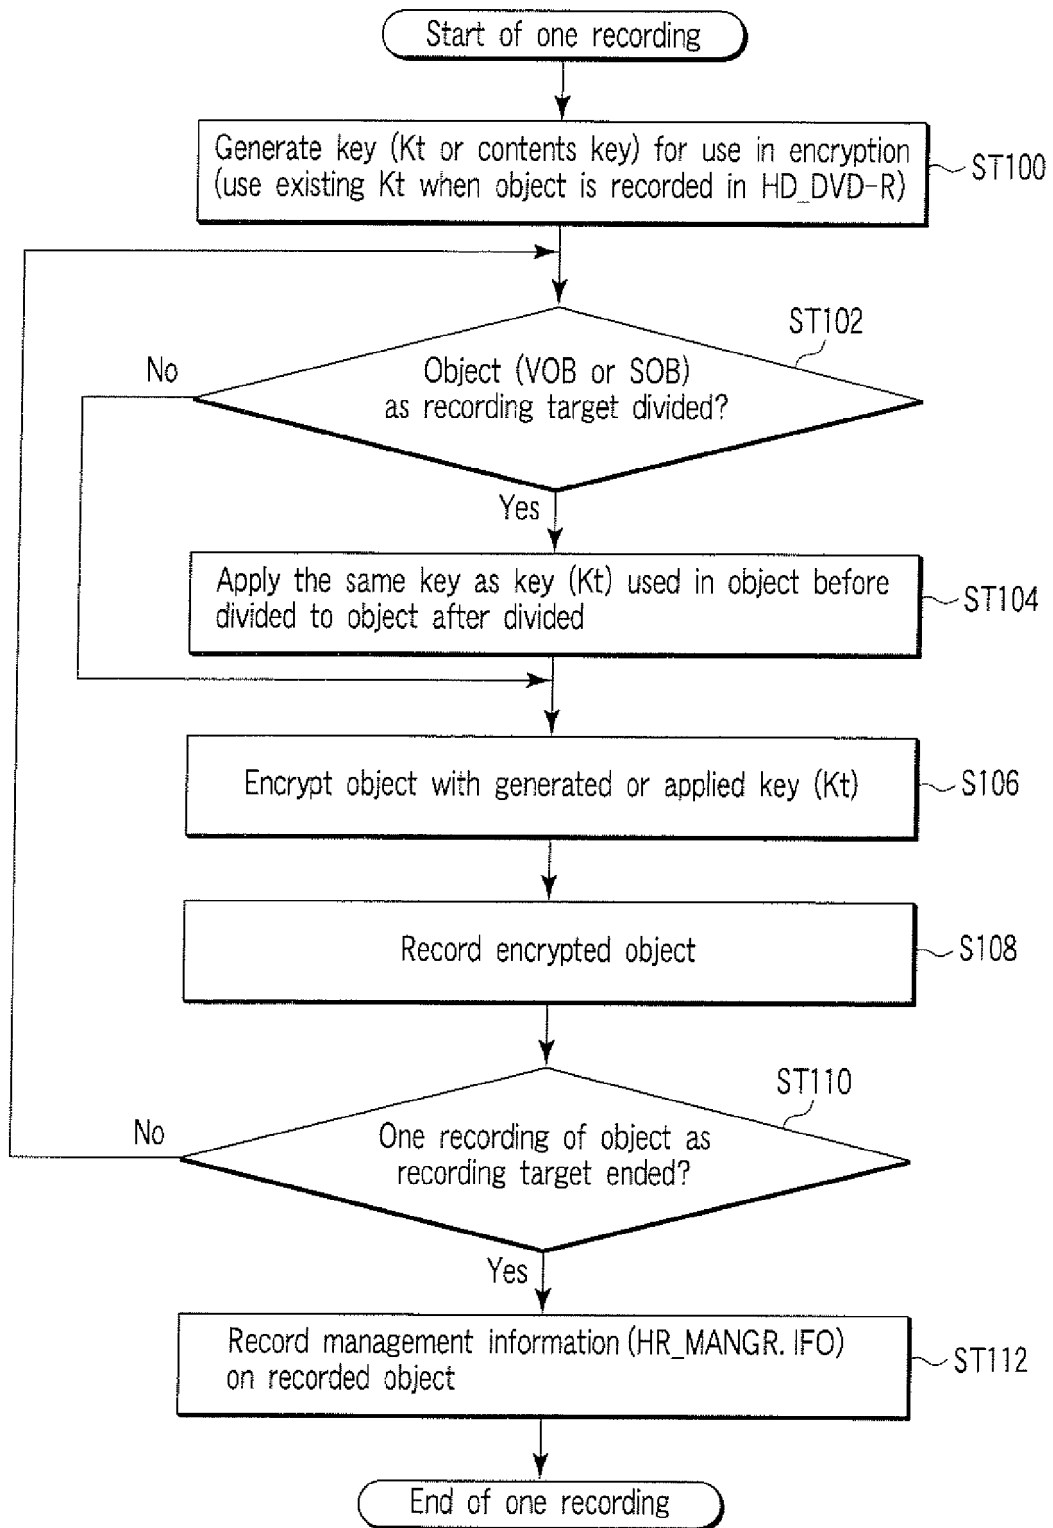 Start of one recording
Generate key (Kt or contents key) for use in encryption
(use existing Kt when object is recorded in HD_DVD-R)
ST100
ST102
No
Object (VOB or SOB)
as recording target divided?
Yes
Apply the same key as key (Kt) used in object before
divided to object after divided
ST104
Encrypt object with generated or applied key (Kt)
S106
Record encrypted object
S108
ST110
No
One recording of object as
recording target ended?
Yes
Record management information (HR_MANGR. IFO)
on recorded object
ST112
End of one recording